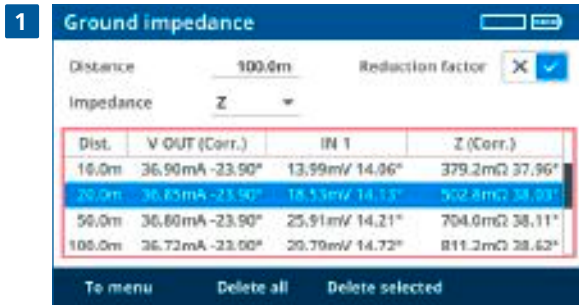 1
Ground impedance
Distance 100.0m Reduction factor
Impedance Z
Dist. V OUT (Corr.) IN 1 Z (Corr.)
10.0m 36.90mA -23.90° 13.99mV 14.06° 379.2mΩ 37.96°
20.0m 36.85mA -23.90° 18.53mV 14.13° 502.8mΩ 38.03°
50.0m 36.80mA -23.90° 25.91mV 14.21° 704.0mΩ 38.11°
100.0m 36.72mA -23.90° 29.79mV 14.72° 811.2mΩ 38.62°
To menu Delete all Delete selected